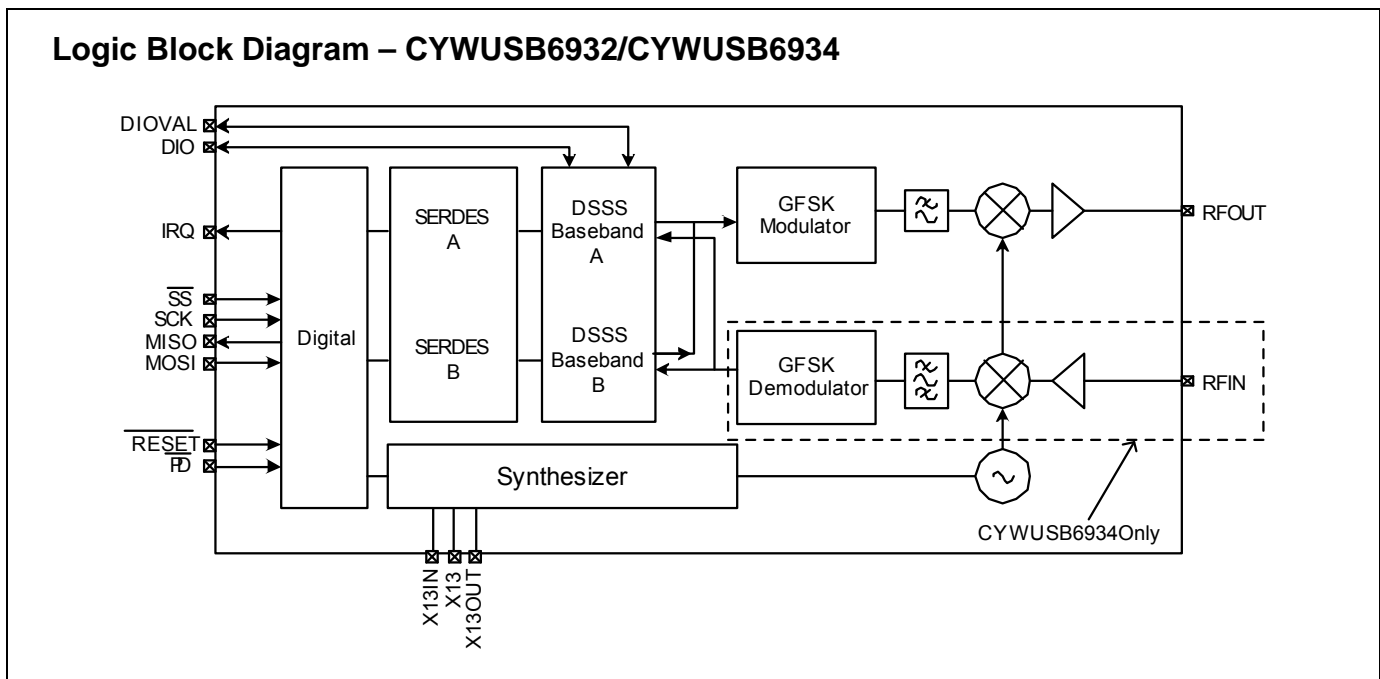 Logic Block Diagram – CYWUSB6932/CYWUSB6934
DIOVAL
DIO
IRQ
SS
SCK
MISO
MOSI
RESET
PD
Digital
SERDES
A
SERDES
B
DSSS
Baseband
A
DSSS
Baseband
B
GFSK
Modulator
GFSK
Demodulator
Synthesizer
RFOUT
RFIN
CYWUSB6934Only
X13IN
X13
X13OUT